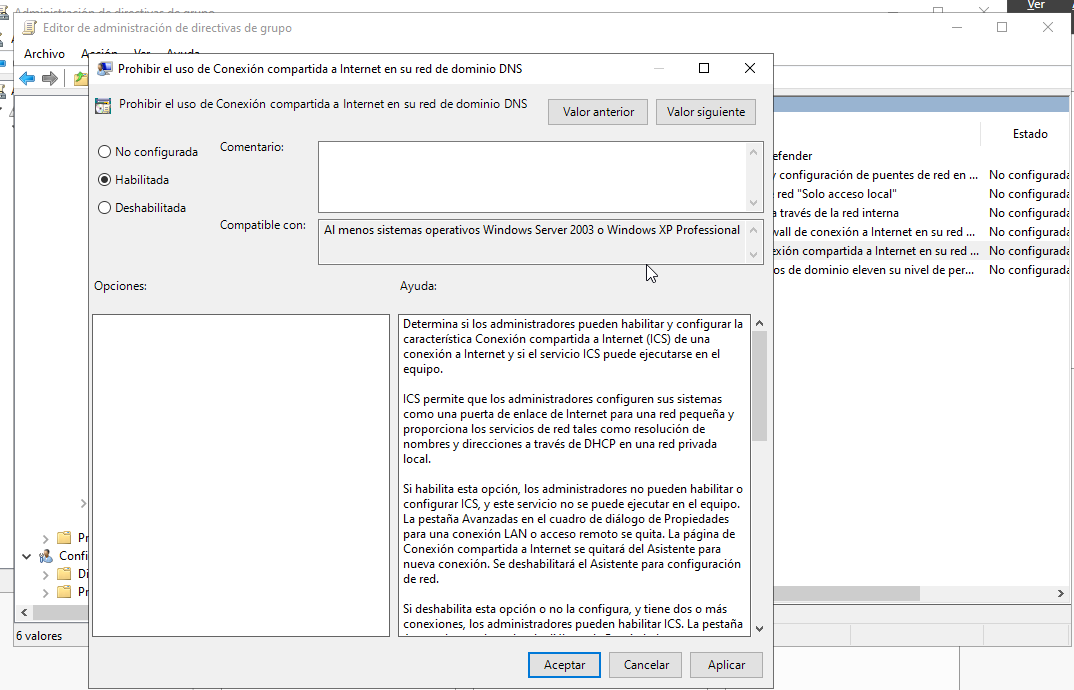 Administración de directivas de grupo
Ver
Editor de administración de directivas de grupo
Archivo Acción Ver Ayuda
Prohibir el uso de Conexión compartida a Internet en su red de dominio DNS
Prohibir el uso de Conexión compartida a Internet en su red de dominio DNS
Valor anterior
Valor siguiente
No configurada
Habilitada
Deshabilitada
Comentario:
Compatible con:
Al menos sistemas operativos Windows Server 2003 o Windows XP Professional
Opciones:
Ayuda:
Determina si los administradores pueden habilitar y configurar la
característica Conexión compartida a Internet (ICS) de una
conexión a Internet y si el servicio ICS puede ejecutarse en el
equipo.
ICS permite que los administradores configuren sus sistemas
como una puerta de enlace de Internet para una red pequeña y
proporciona los servicios de red tales como resolución de
nombres y direcciones a través de DHCP en una red privada
local.
Si habilita esta opción, los administradores no pueden habilitar o
configurar ICS, y este servicio no se puede ejecutar en el equipo.
La pestaña Avanzadas en el cuadro de diálogo de Propiedades
para una conexión LAN o acceso remoto se quita. La página de
Conexión compartida a Internet se quitará del Asistente para
nueva conexión. Se deshabilitará el Asistente para configuración
de red.
Si deshabilita esta opción o no la configura, y tiene dos o más
conexiones, los administradores pueden habilitar ICS. La pestaña
Aceptar
Cancelar
Aplicar
Estado
efender
y configuración de puentes de red en ... No configurada
red "Solo acceso local" No configurada
a través de la red interna No configurada
wall de conexión a Internet en su red ... No configurada
exión compartida a Internet en su red ... No configurada
os de dominio eleven su nivel de per... No configurada
Pr
Confi
Di
Pr
6 valores